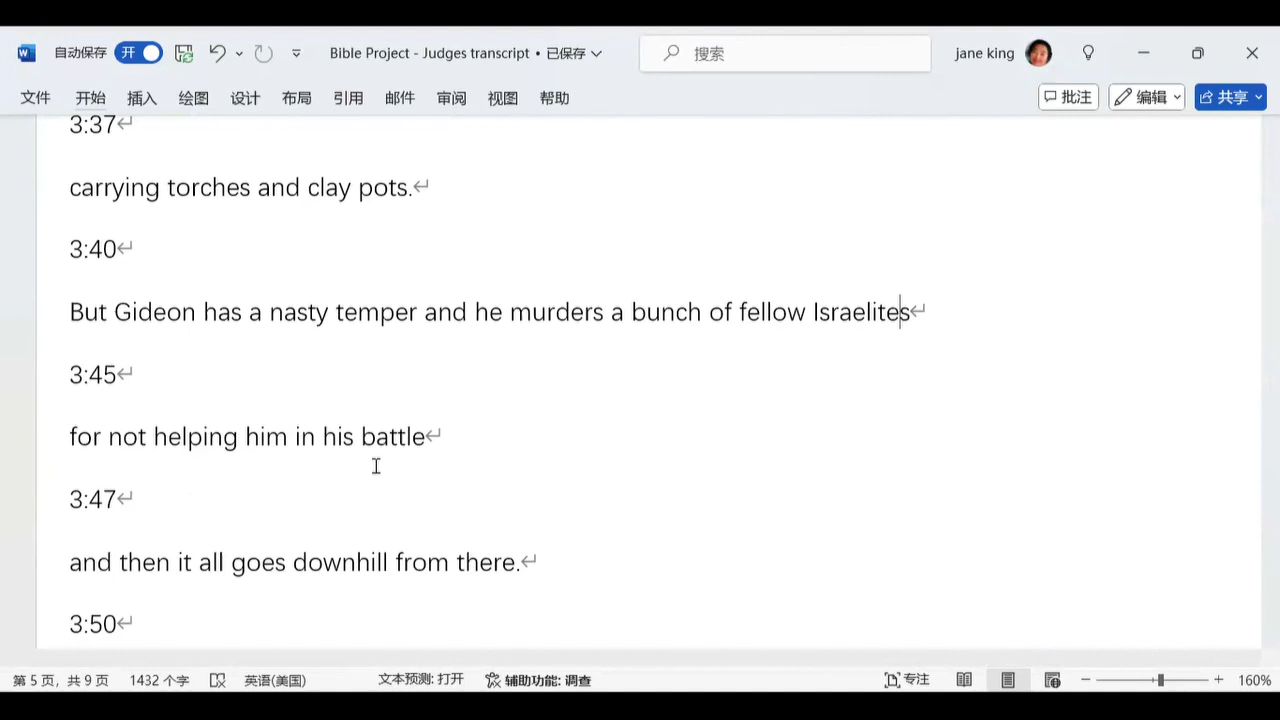 自动保存 开 Bible Project - Judges transcript • 已保存 搜索 jane king
文件 开始 插入 绘图 设计 布局 引用 邮件 审阅 视图 帮助 批注 编辑 共享
3:37
carrying torches and clay pots.
3:40
But Gideon has a nasty temper and he murders a bunch of fellow Israelites
3:45
for not helping him in his battle
3:47
and then it all goes downhill from there.
3:50
第 5 页，共 9 页 1432 个字 英语(美国) 文本预测: 打开 辅助功能: 调查 专注 160%